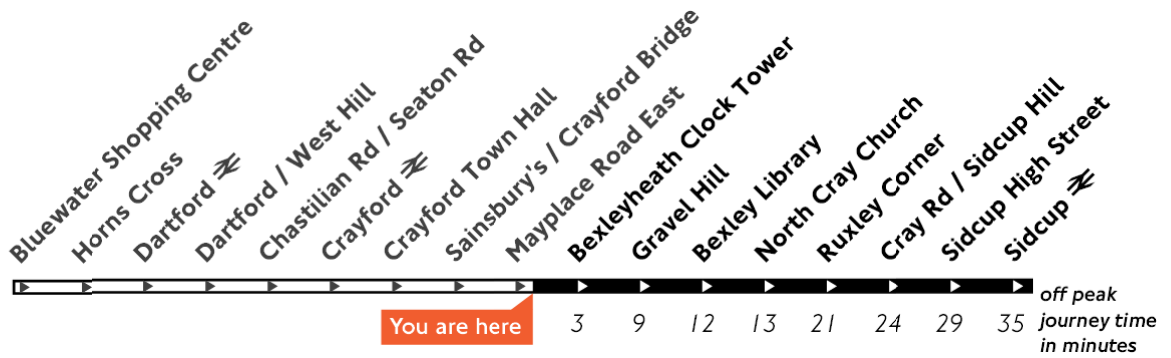 Bluewater Shopping Centre
Horns Cross
Dartford
Dartford / West Hill
Chastilian Rd / Seaton Rd
Crayford
Crayford Town Hall
Sainsbury's / Crayford Bridge
Mayplace Road East
Bexleyheath Clock Tower
Gravel Hill
Bexley Library
North Cray Church
Ruxley Corner
Cray Rd / Sidcup Hill
Sidcup High Street
Sidcup
You are here
3 9 12 13 21 24 29 35
off peak
journey time
in minutes